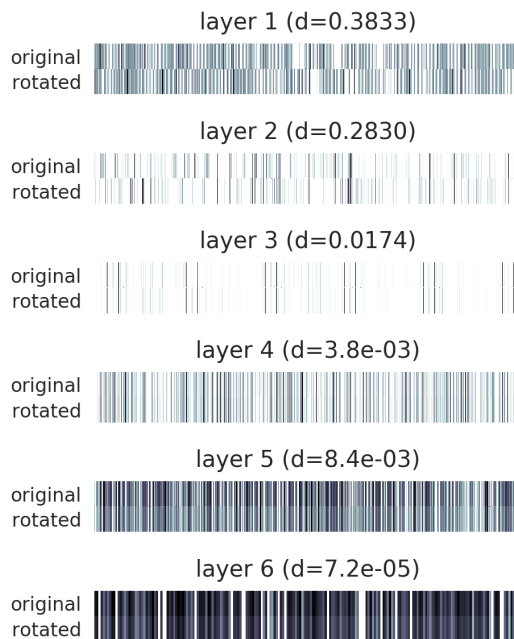 layer 1 (d=0.3833)
original
rotated
layer 2 (d=0.2830)
original
rotated
layer 3 (d=0.0174)
original
rotated
layer 4 (d=3.8e-03)
original
rotated
layer 5 (d=8.4e-03)
original
rotated
layer 6 (d=7.2e-05)
original
rotated